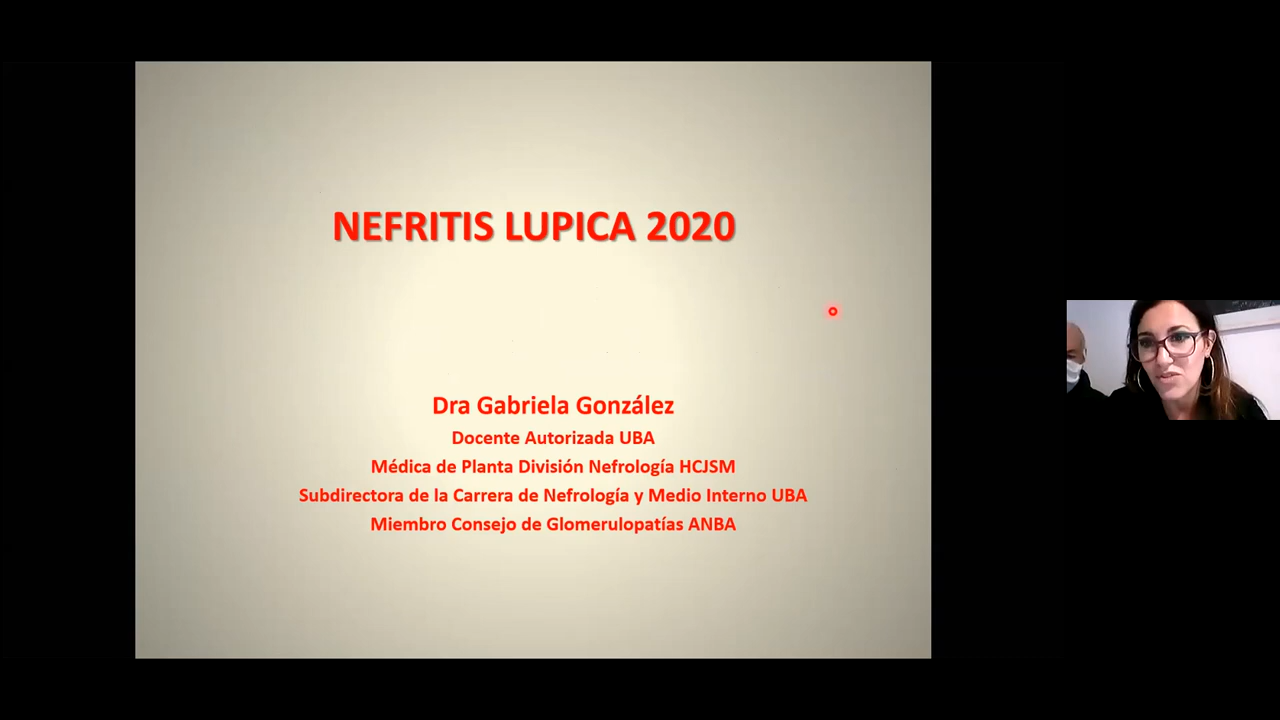 NEFRITIS LUPICA 2020
Dra Gabriela González
Docente Autorizada UBA
Médica de Planta División Nefrología HCJSM
Subdirectora de la Carrera de Nefrología y Medio Interno UBA
Miembro Consejo de Glomerulopatías ANBA